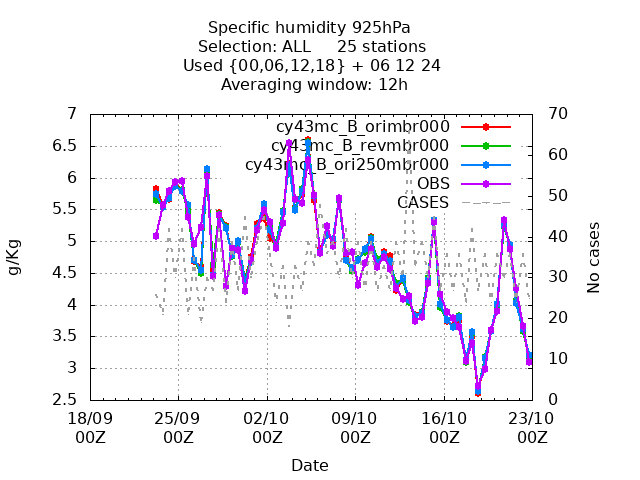 Specific humidity 925hPa
Selection: ALL 25 stations
Used {00,06,12,18} + 06 12 24
Averaging window: 12h
cy43mc_B_orimbr000
cy43mc_B_revmbr000
cy43mc_B_ori250mbr000
OBS
CASES
g/Kg
7
6.5
6
5.5
5
4.5
4
3.5
3
2.5
No cases
70
60
50
40
30
20
10
0
18/09 25/09 02/10 09/10 16/10 23/10
00Z 00Z 00Z 00Z 00Z 00Z
Date